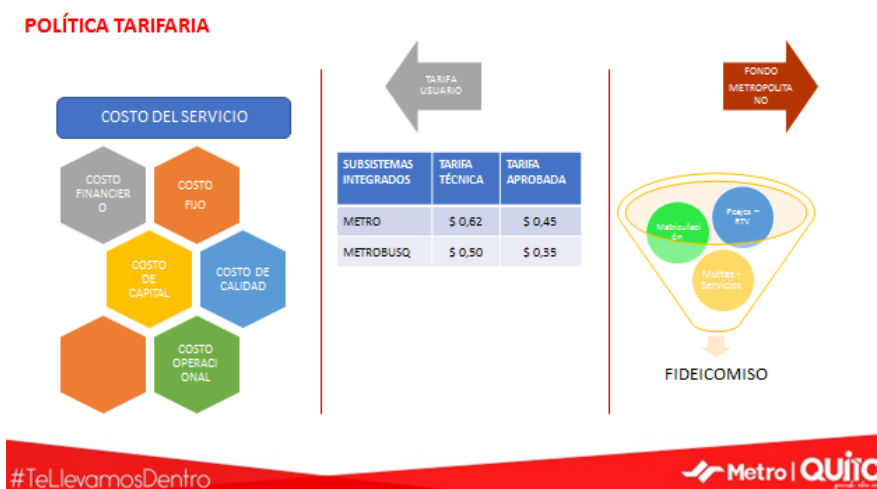 POLÍTICA TARIFARIA
COSTO DEL SERVICIO
COSTO
FINANCIER
O
COSTO
FIJO
COSTO
DE
CAPITAL
COSTO DE
CALIDAD
COSTO
OPERACI
ONAL
TARIFA
USUARIO
SUBSISTEMAS
INTEGRADOS
TARIFA
TÉCNICA
TARIFA
APROBADA
METRO $ 0,62 $ 0,45
METROBUSQ $ 0,50 $ 0,35
FONDO
METROPOLITA
NO
Matriculaci
ón
Peajes –
RTV
Multas -
Servicios
FIDEICOMISO
#TeLlevamosDentro
Metro | QUITO